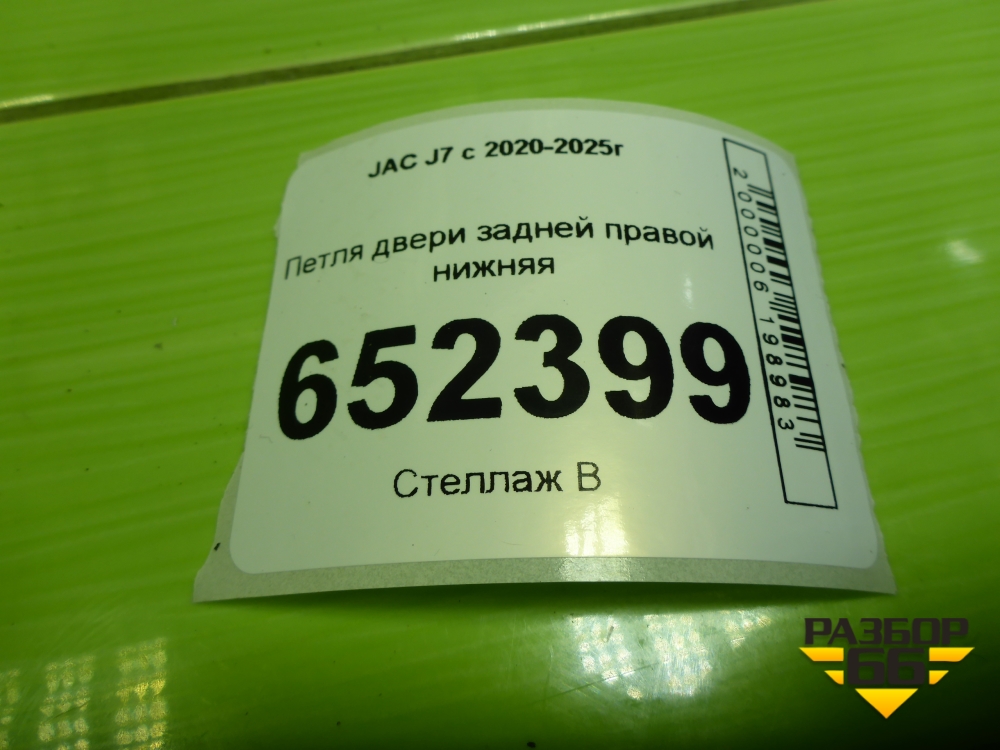 JAC J7 с 2020-2025г
Петля двери задней правой
нижняя
652399
Стеллаж В
2000006198983
РАЗБОР
66